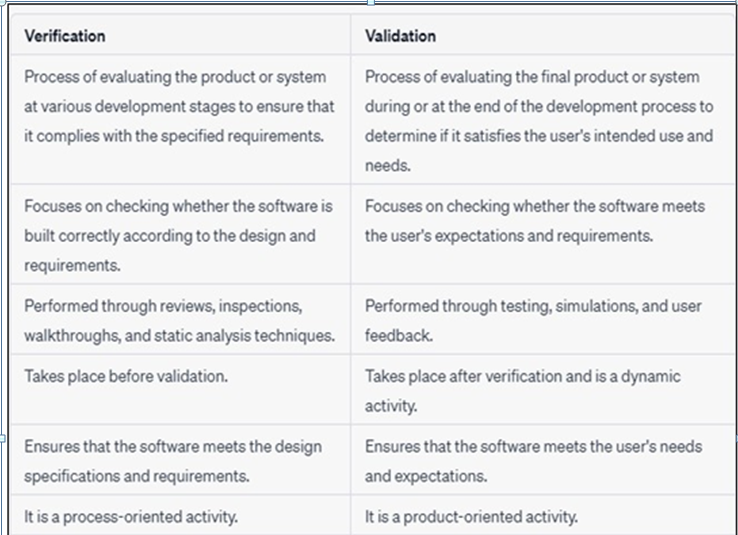 Verification
Validation
Process of evaluating the product or system
at various development stages to ensure that
it complies with the specified requirements.
Process of evaluating the final product or system
during or at the end of the development process to
determine if it satisfies the user's intended use and
needs.
Focuses on checking whether the software is
built correctly according to the design and
requirements.
Focuses on checking whether the software meets
the user's expectations and requirements.
Performed through reviews, inspections,
walkthroughs, and static analysis techniques.
Performed through testing, simulations, and user
feedback.
Takes place before validation.
Takes place after verification and is a dynamic
activity.
Ensures that the software meets the design
specifications and requirements.
Ensures that the software meets the user's needs
and expectations.
It is a process-oriented activity.
It is a product-oriented activity.